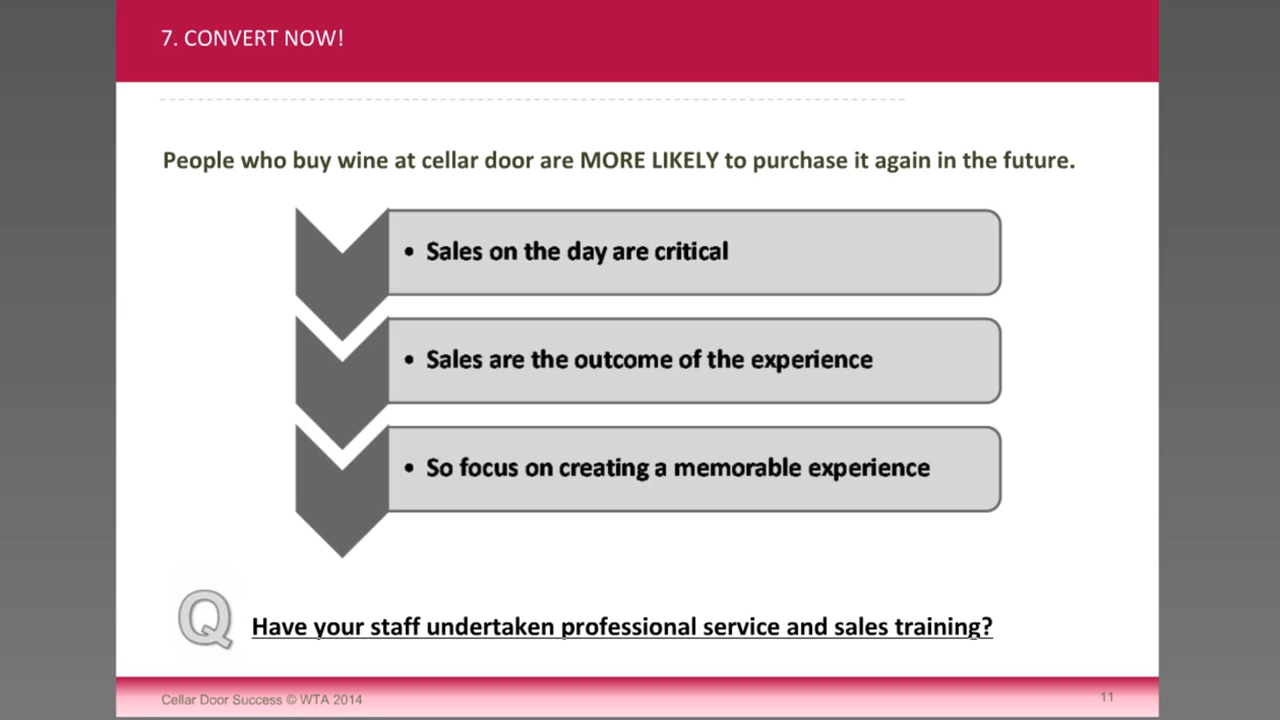 7. CONVERT NOW!
People who buy wine at cellar door are MORE LIKELY to purchase it again in the future.
• Sales on the day are critical
• Sales are the outcome of the experience
• So focus on creating a memorable experience
Q Have your staff undertaken professional service and sales training?
Cellar Door Success © WTA 2014 11